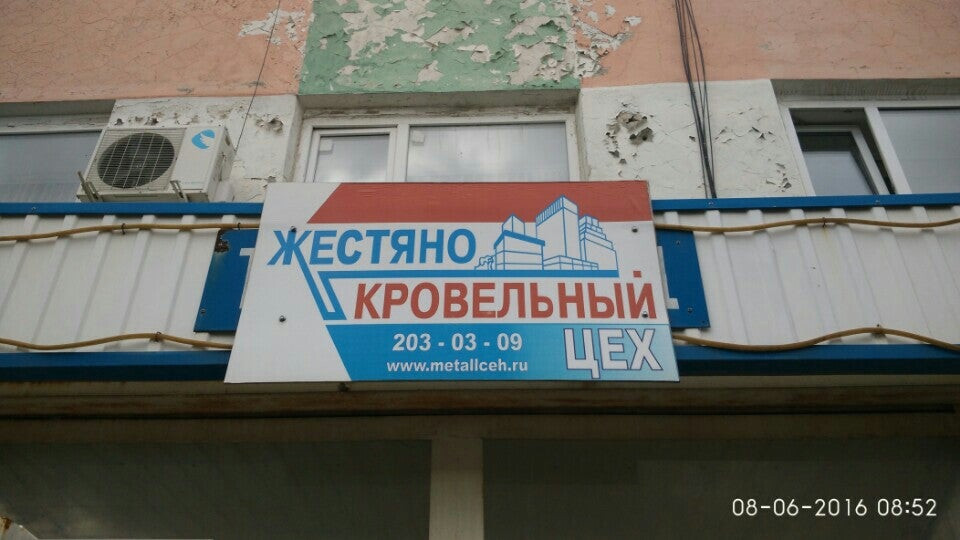 ЖЕСТЯНО
КРОВЕЛЬНЫЙ
203 - 03 - 09
ЦЕХ
www.metallceh.ru
08-06-2016 08:52